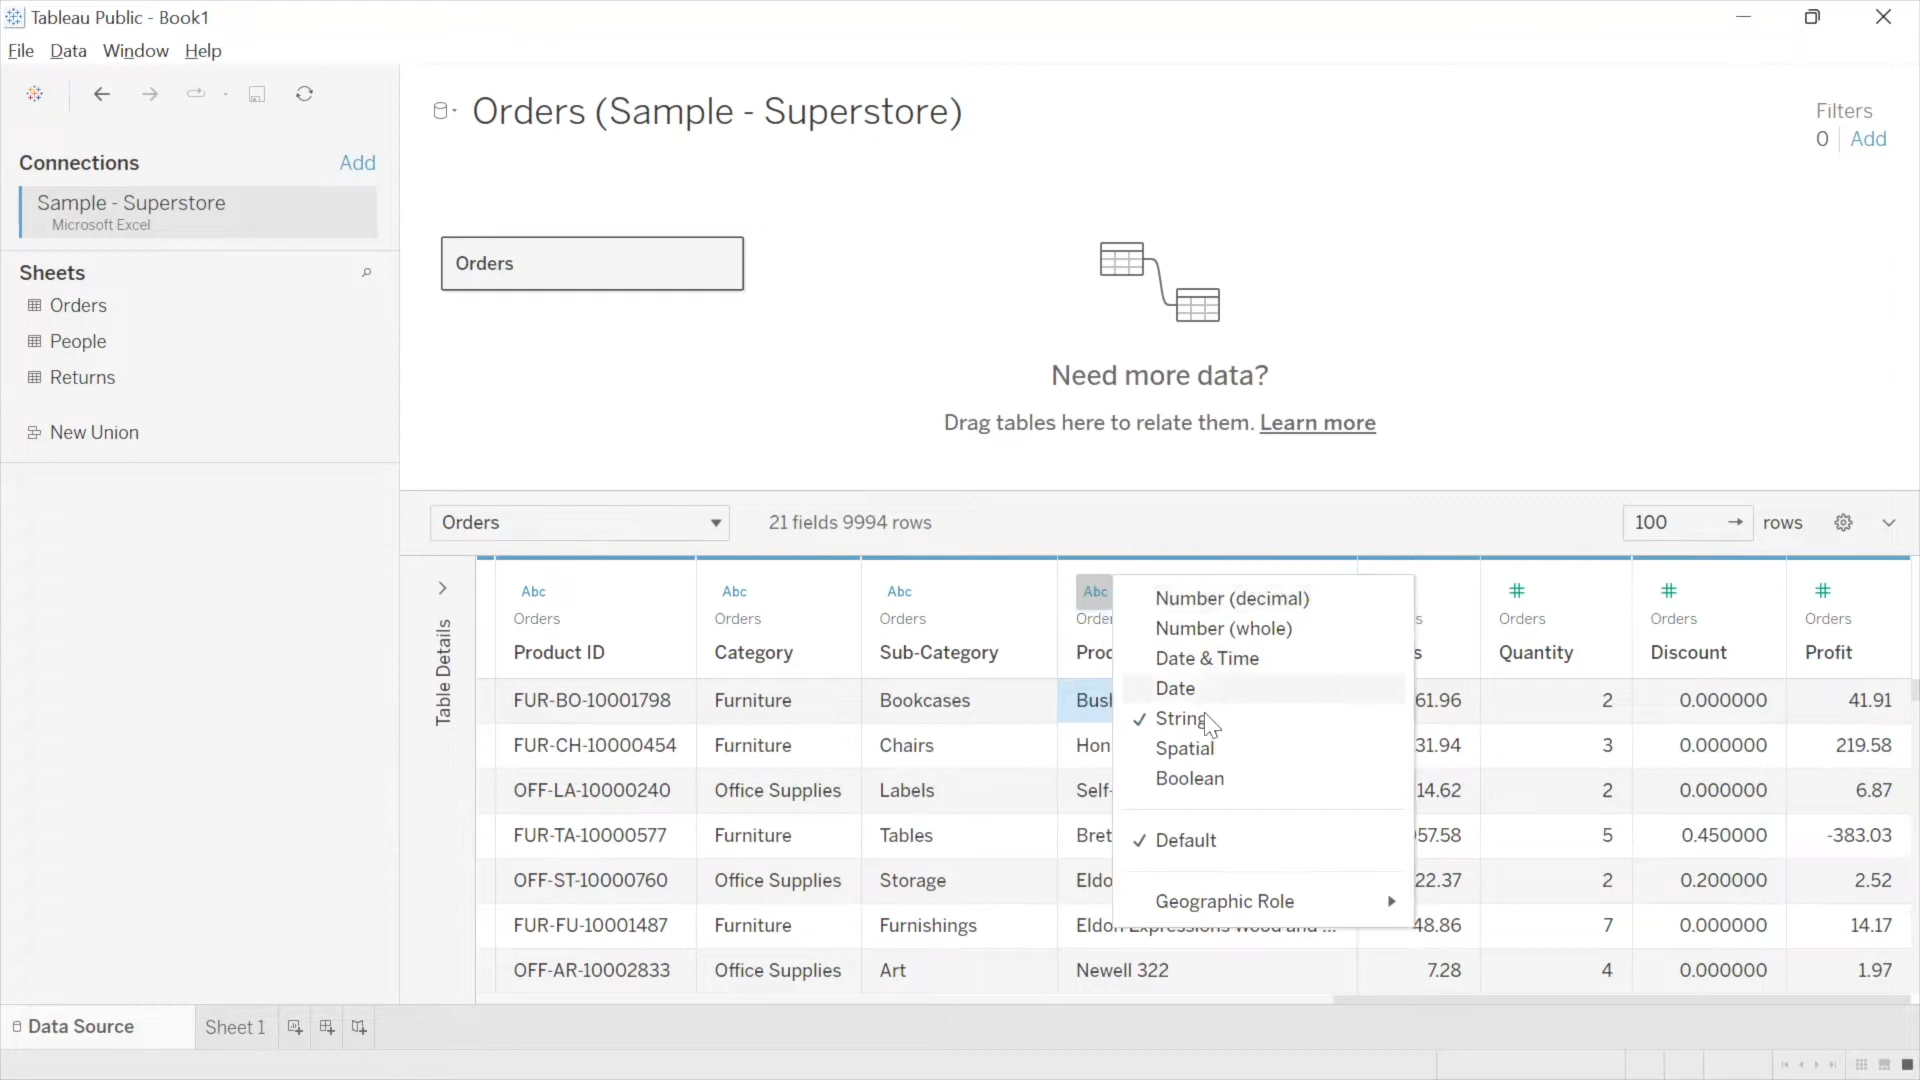 Tableau Public - Book1
File Data Window Help
Connections Add
Sample - Superstore
Microsoft Excel
Sheets
Orders
People
Returns
New Union
Orders (Sample - Superstore)
Filters
0 Add
Orders
Need more data?
Drag tables here to relate them. Learn more
Orders 21 fields 9994 rows 100 rows
Table Details
Abc Abc Abc Abc
Orders Orders Orders Orders Orders Orders
Product ID Category Sub-Category Quantity Discount Profit
FUR-BO-10001798 Furniture Bookcases 61.96 2 0.000000 41.91
FUR-CH-10000454 Furniture Chairs Hon 31.94 3 0.000000 219.58
OFF-LA-10000240 Office Supplies Labels Self- 14.62 2 0.000000 6.87
FUR-TA-10000577 Furniture Tables Bret 57.58 5 0.450000 -383.03
OFF-ST-10000760 Office Supplies Storage Eldo 22.37 2 0.200000 2.52
FUR-FU-10001487 Furniture Furnishings 48.86 7 0.000000 14.17
OFF-AR-10002833 Office Supplies Art Newell 322 7.28 4 0.000000 1.97
Number (decimal)
Number (whole)
Date & Time
Date
String
Spatial
Boolean
Default
Geographic Role
Data Source Sheet 1